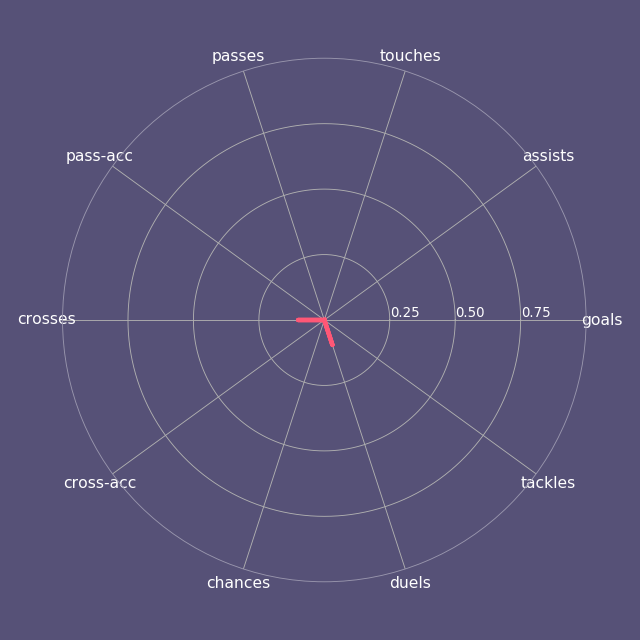 passes
touches
pass-acc
assists
0.25
0.50
0.75
crosses
goals
cross-acc
tackles
chances
duels